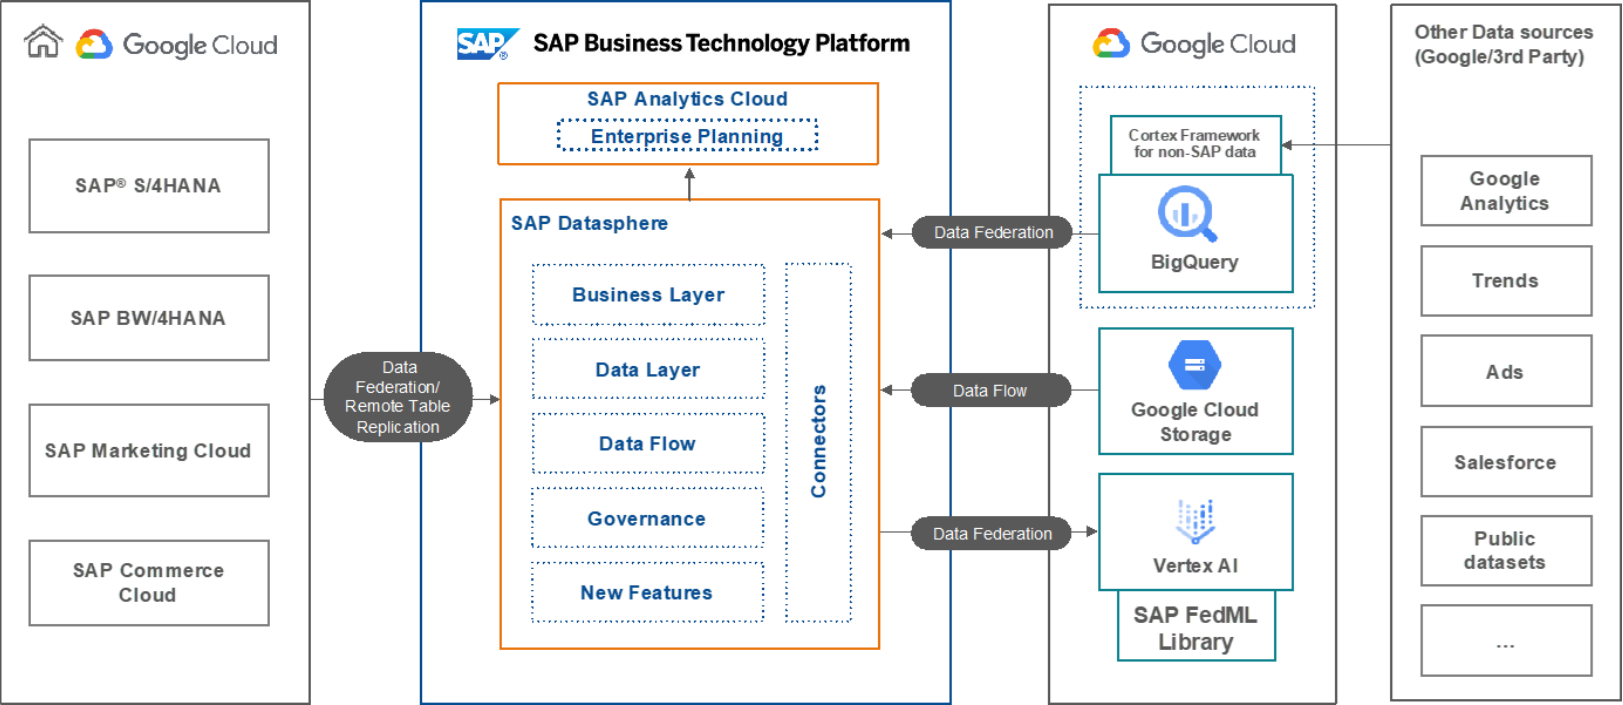 Google Cloud
SAP® S/4HANA
SAP BW/4HANA
SAP Marketing Cloud
SAP Commerce
Cloud
Data
Federation/
Remote Table
Replication
SAP®
SAP Business Technology Platform
SAP Analytics Cloud
Enterprise Planning
SAP Datasphere
Business Layer
Data Layer
Data Flow
Governance
New Features
Connectors
Data Federation
Data Flow
Data Federation
Google Cloud
Cortex Framework
for non-SAP data
BigQuery
Google Cloud
Storage
Vertex AI
SAP FedML
Library
Other Data sources
(Google/3rd Party)
Google
Analytics
Trends
Ads
Salesforce
Public
datasets
...